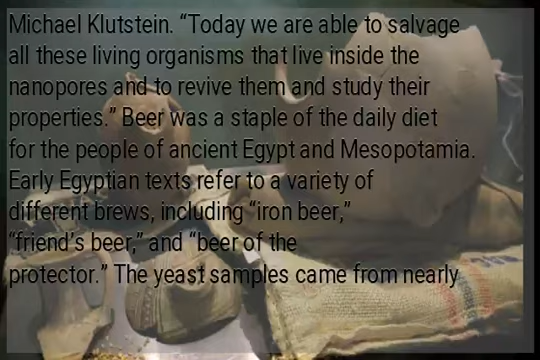 Michael Klutstein. “Today we are able to salvage
all these living organisms that live inside the
nanopores and to revive them and study their
properties.” Beer was a staple of the daily diet
for the people of ancient Egypt and Mesopotamia.
Early Egyptian texts refer to a variety of
different brews, including “iron beer,”
“friend’s beer,” and “beer of the
protector.” The yeast samples came from nearly